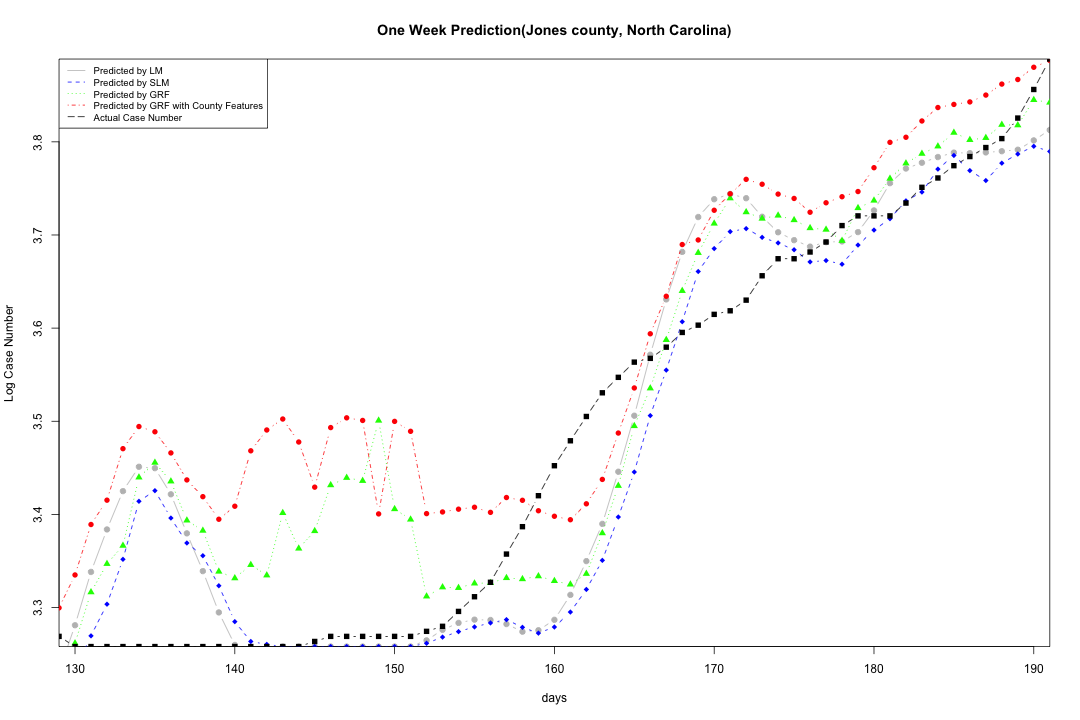 One Week Prediction(Jones county, North Carolina)
Predicted by LM
Predicted by SLM
Predicted by GRF
Predicted by GRF with County Features
Actual Case Number
Log Case Number
3.8
3.7
3.6
3.5
3.4
3.3
130 140 150 160 170 180 190
days